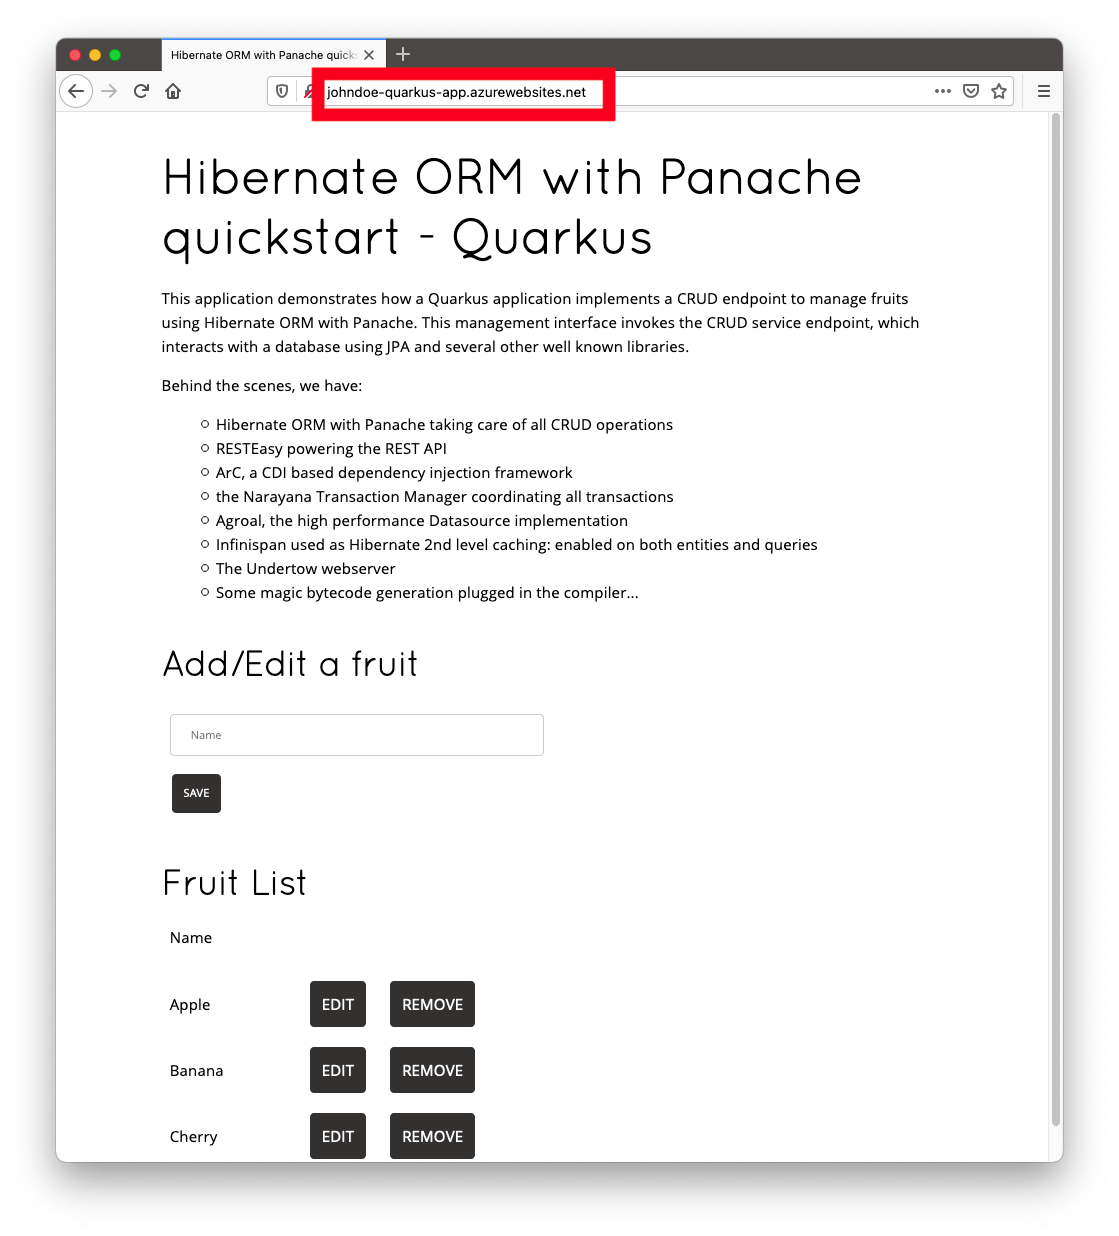 Hibernate ORM with Panache quicks
johndoe-quarkus-app.azurewebsites.net
Hibernate ORM with Panache
quickstart - Quarkus
This application demonstrates how a Quarkus application implements a CRUD endpoint to manage fruits
using Hibernate ORM with Panache. This management interface invokes the CRUD service endpoint, which
interacts with a database using JPA and several other well known libraries.
Behind the scenes, we have:
Hibernate ORM with Panache taking care of all CRUD operations
RESTEasy powering the REST API
ArC, a CDI based dependency injection framework
the Narayana Transaction Manager coordinating all transactions
Agroal, the high performance Datasource implementation
Infinispan used as Hibernate 2nd level caching: enabled on both entities and queries
The Undertow webserver
Some magic bytecode generation plugged in the compiler...
Add/Edit a fruit
Name
SAVE
Fruit List
Name
Apple EDIT REMOVE
Banana EDIT REMOVE
Cherry EDIT REMOVE